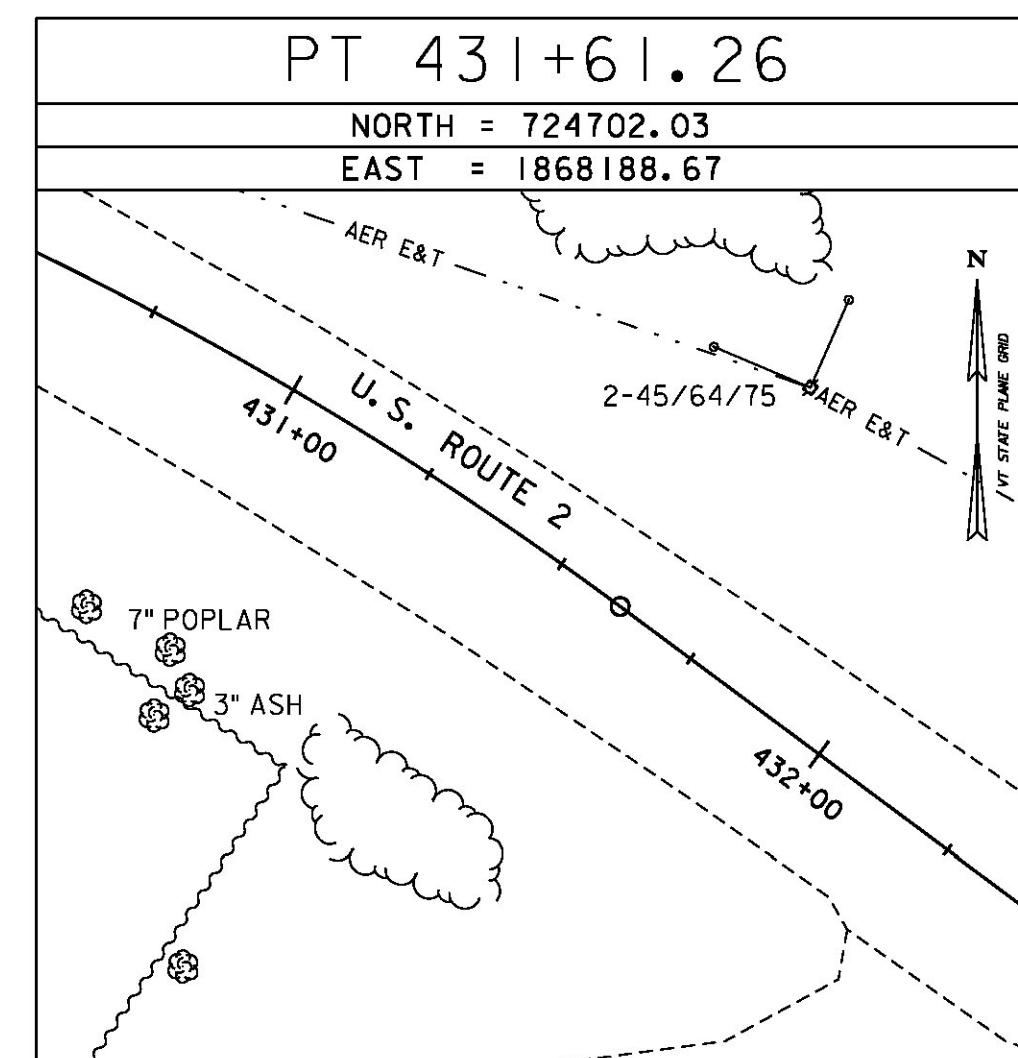 PT 431+61.26
NORTH = 724702.03
EAST = 1868188.67
AER E&T
N
VT STATE PLANE GRID
2-45/64/75
AER E&T
U.S. ROUTE 2
431+00
7" POPLAR
3" ASH
432+00